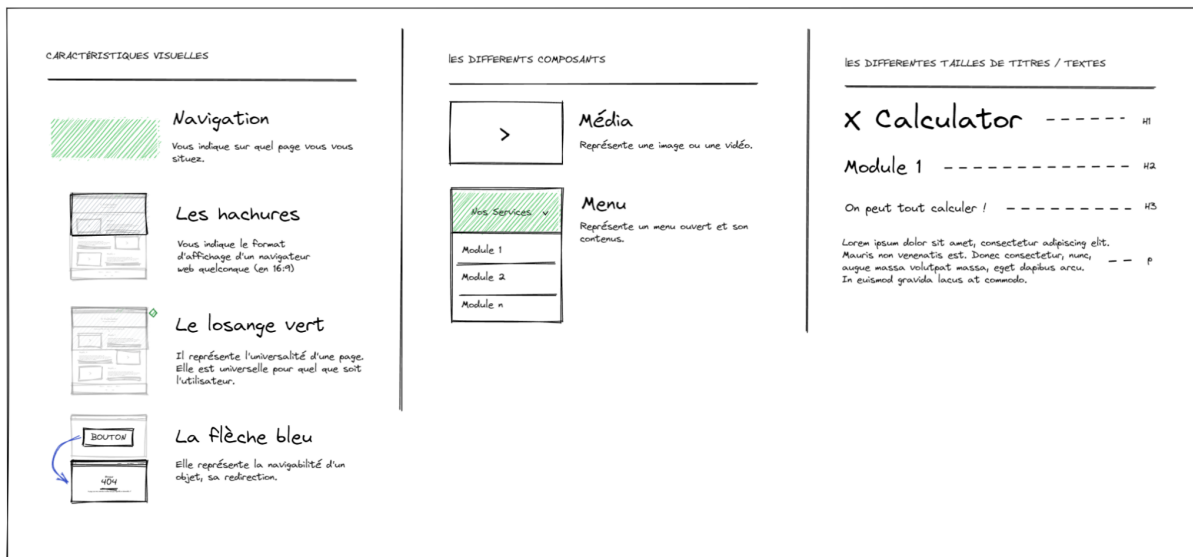 CARACTÉRISTIQUES VISUELLES
Navigation
Vous indique sur quel page vous vous
situez.
Les hachures
Vous indique le format
d'affichage d'un navigateur
web quelconque (en 16:9)
Le losange vert
Il représente l'universalité d'une page.
Elle est universelle pour quel que soit
l'utilisateur.
BOUTON
404
La flèche bleu
Elle représente la navigabilité d'un
objet, sa redirection.
lES DIFFERENTS COMPOSANTS
>
Média
Représente une image ou une vidéo.
Nos Services v
Module 1
Module 2
Module n
Menu
Représente un menu ouvert et son
contenus.
lES DIFFERENTES TAILLES DE TITRES / TEXTES
X Calculator ------ H1
Module 1 -------------- H2
On peut tout calculer ! --------- H3
Lorem ipsum dolor sit amet, consectetur adipiscing elit.
Mauris non venenatis est. Donec consectetur, nunc,
augue massa volutpat massa, eget dapibus arcu.
In euismod gravida lacus at commodo.
-- p